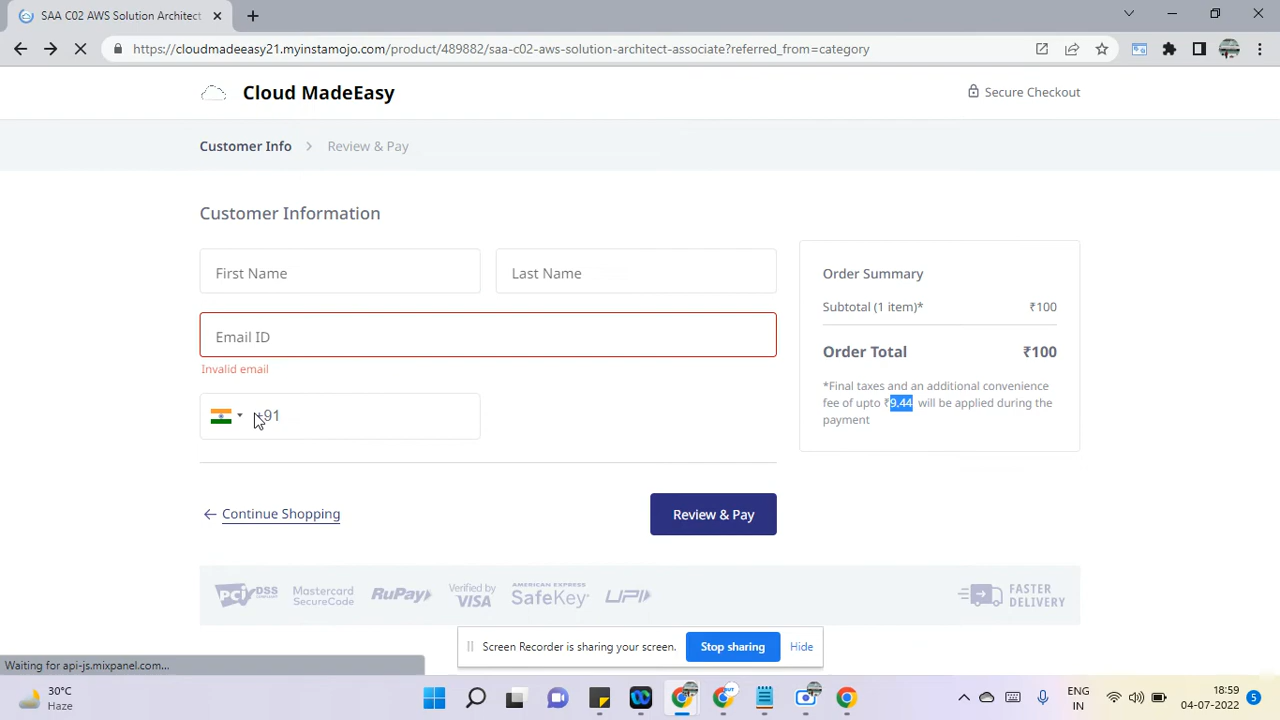 SAA C02 AWS Solution Architect
https://cloudmadeeasy21.myinstamojo.com/product/489882/saa-c02-aws-solution-architect-associate?referred_from=category
Cloud MadeEasy
Secure Checkout
Customer Info
Review & Pay
Customer Information
First Name
Last Name
Email ID
Invalid email
+91
Order Summary
Subtotal (1 item)* ₹100
Order Total ₹100
*Final taxes and an additional convenience
fee of upto ₹9.44 will be applied during the
payment
Continue Shopping
Review & Pay
PCI DSS
Mastercard
SecureCode
RuPay
Verified by
VISA
AMERICAN EXPRESS
SafeKey
UPI
FASTER
DELIVERY
Screen Recorder is sharing your screen.
Stop sharing
Hide
Waiting for api-js.mixpanel.com...
30°C
Haze
ENG
IN
18:59
04-07-2022
5